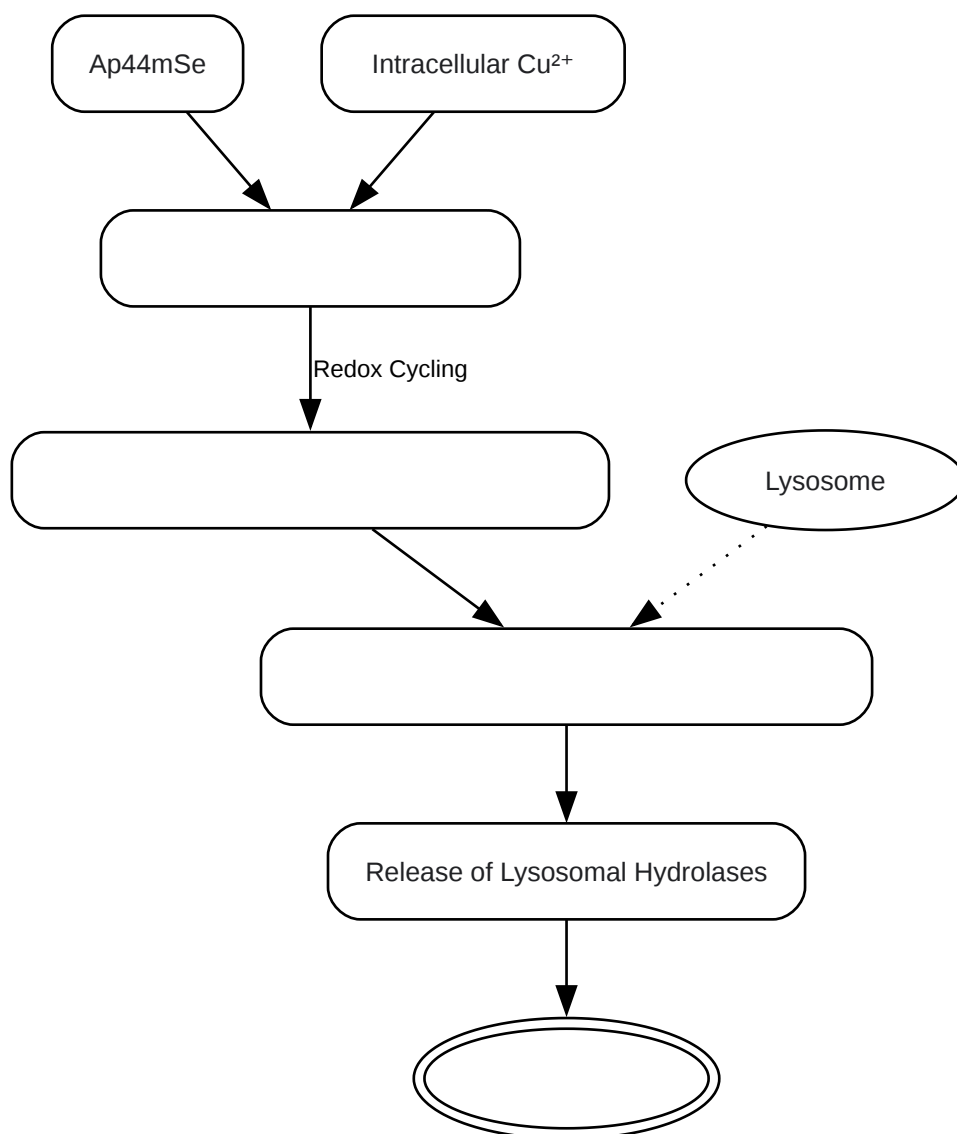 Ap44mSe
Intracellular Cu²⁺
Redox Cycling
Lysosome
Release of Lysosomal Hydrolases